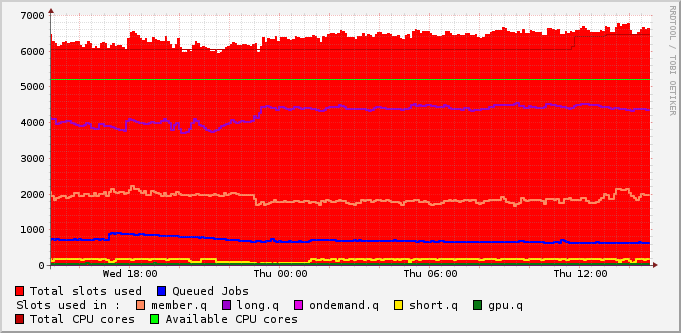 7000
6000
5000
4000
3000
2000
1000
0
Wed 18:00 Thu 00:00 Thu 06:00 Thu 12:00
Total slots used Queued Jobs
Slots used in : member.q long.q ondemand.q short.q gpu.q
Total CPU cores Available CPU cores
RRDTOOL / TOBI OETIKER